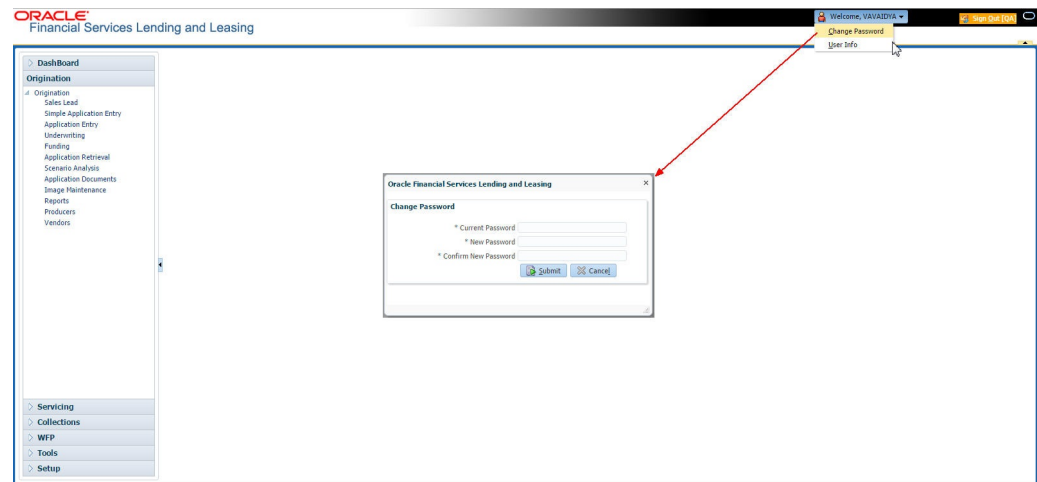 ORACLE
Financial Services Lending and Leasing
Welcome, VAVAIDYA
Sign Out [QA]
Change Password
User Info
DashBoard
Origination
Origination
Sales Lead
Simple Application Entry
Application Entry
Underwriting
Funding
Application Retrieval
Scenario Analysis
Application Documents
Image Maintenance
Reports
Producers
Vendors
Servicing
Collections
WFP
Tools
Setup
Oracle Financial Services Lending and Leasing
Change Password
* Current Password
* New Password
* Confirm New Password
Submit
Cancel